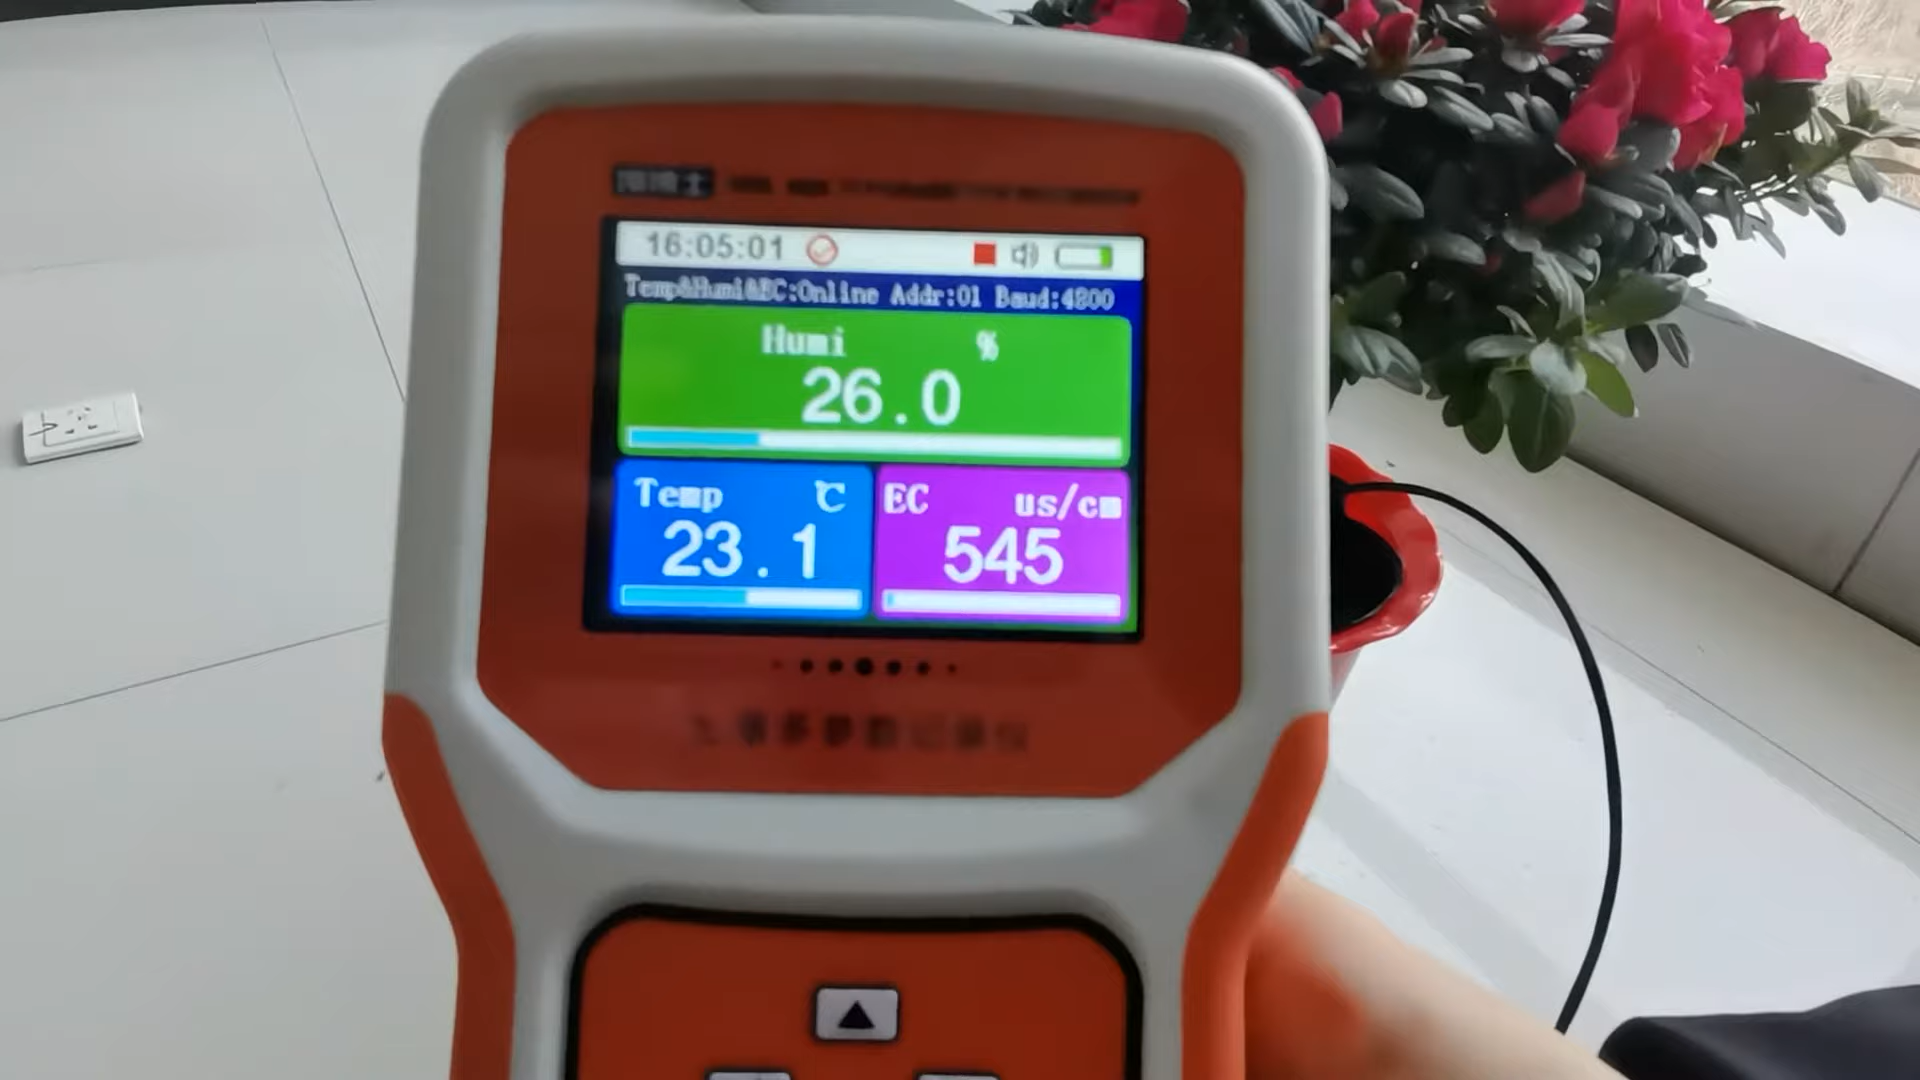 16:05:01
Temp&Humi&EC:Online Addr:01 Baud:4800
Humi %
26.0
Temp ℃
23.1
EC us/cm
545